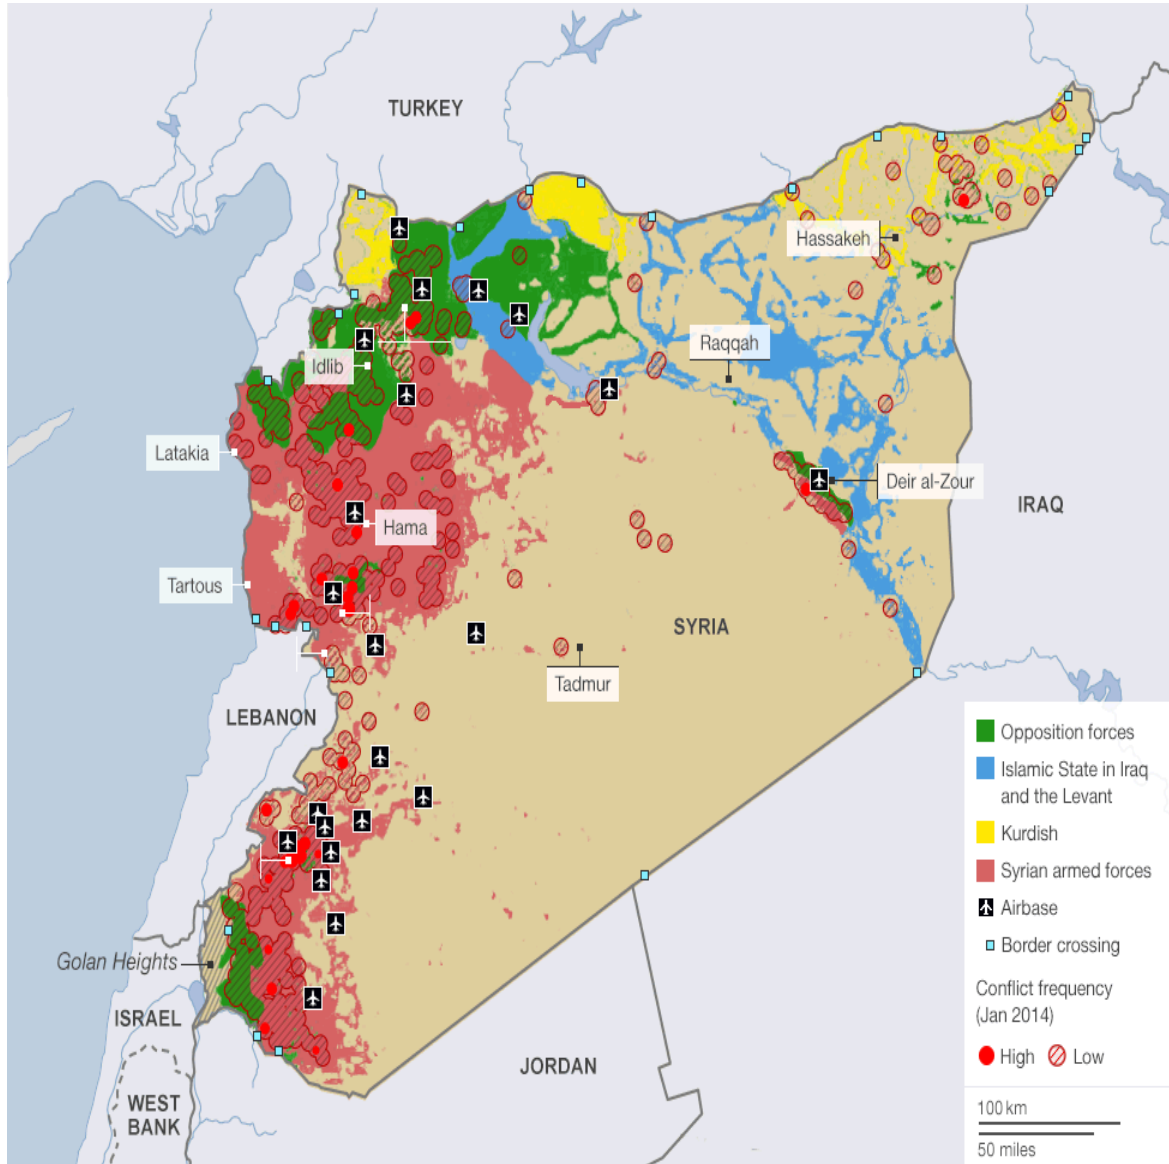 TURKEY
Hassakeh
Raqqah
Idlib
Latakia
Deir al-Zour
IRAQ
Hama
Tartous
SYRIA
Tadmur
LEBANON
Golan Heights
ISRAEL
JORDAN
WEST
BANK
Opposition forces
Islamic State in Iraq
and the Levant
Kurdish
Syrian armed forces
Airbase
Border crossing
Conflict frequency
(Jan 2014)
High
Low
100 km
50 miles